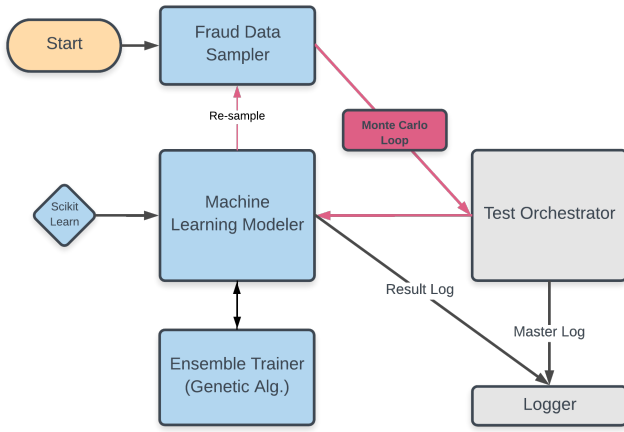 Start
Fraud Data
Sampler
Re-sample
Monte Carlo
Loop
Scikit
Learn
Machine
Learning Modeler
Test Orchestrator
Result Log
Master Log
Ensemble Trainer
(Genetic Alg.)
Logger